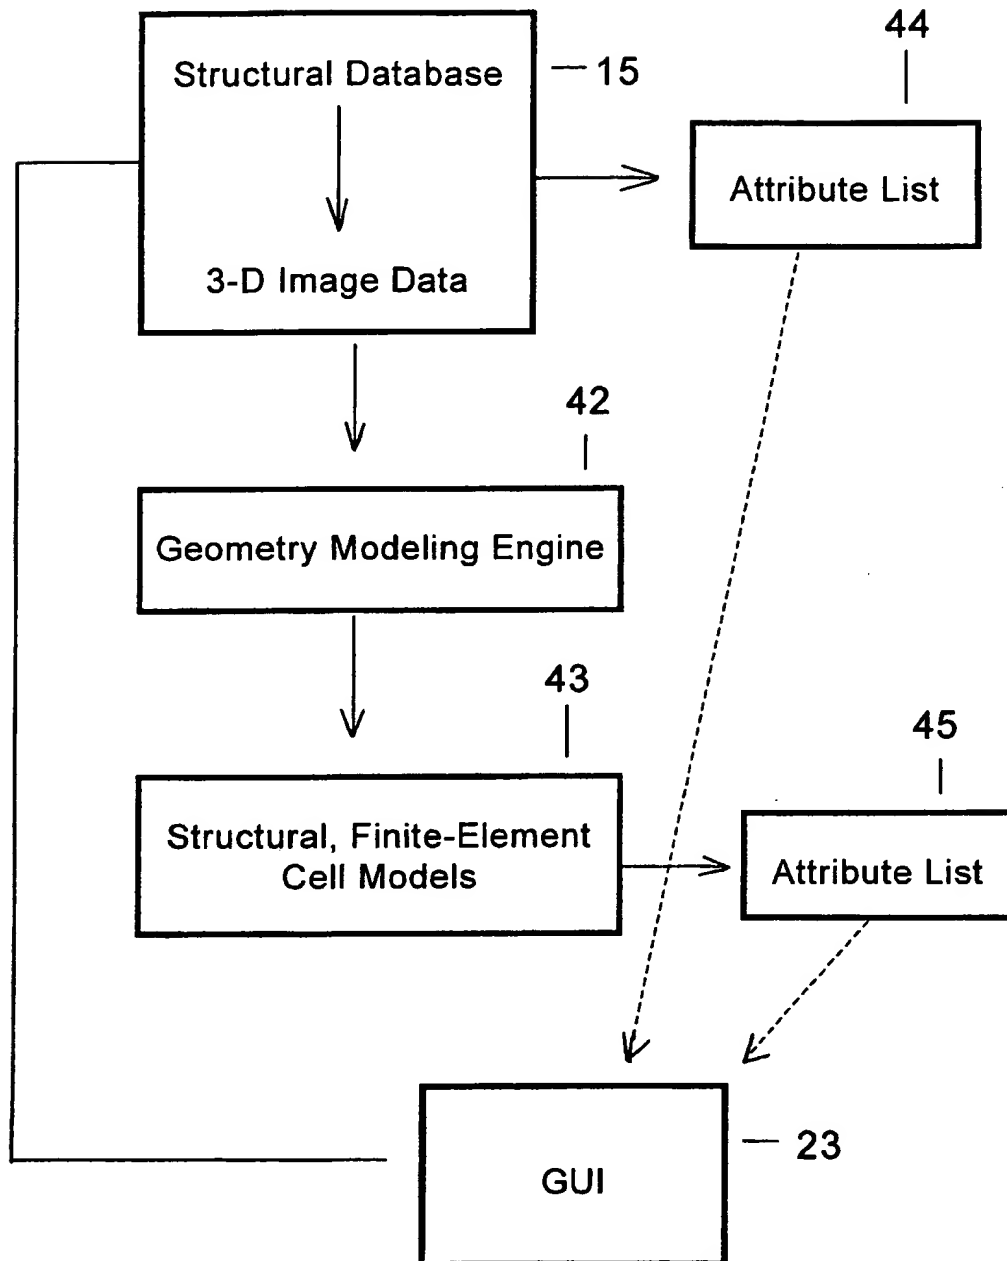 44
Structural Database
15
Attribute List
3-D Image Data
42
Geometry Modeling Engine
43
45
Structural, Finite-Element
Cell Models
Attribute List
23
GUI